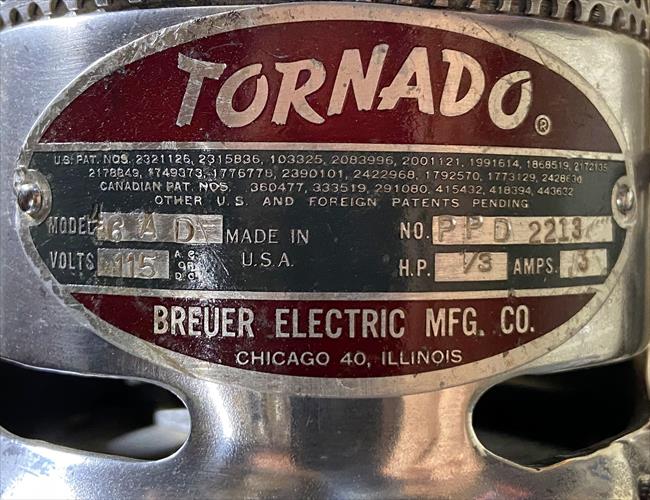 TORNADO®
U.S. PAT. NOS. 2321126, 2315836, 103325, 2083996, 2001121, 1991614, 1868519, 2172135
2178849, 1749373, 1776778, 2390101, 2422968, 1792570, 1773129, 2428630
CANADIAN PAT. NOS. 360477, 333519, 291080, 415432, 418394, 443632
OTHER U.S. AND FOREIGN PATENTS PENDING
MODEL 6AD MADE IN U.S.A. NO. PPD 2213
VOLTS 115 A.C. OR D.C. H.P. 1/3 AMPS. 3
BREUER ELECTRIC MFG. CO.
CHICAGO 40, ILLINOIS